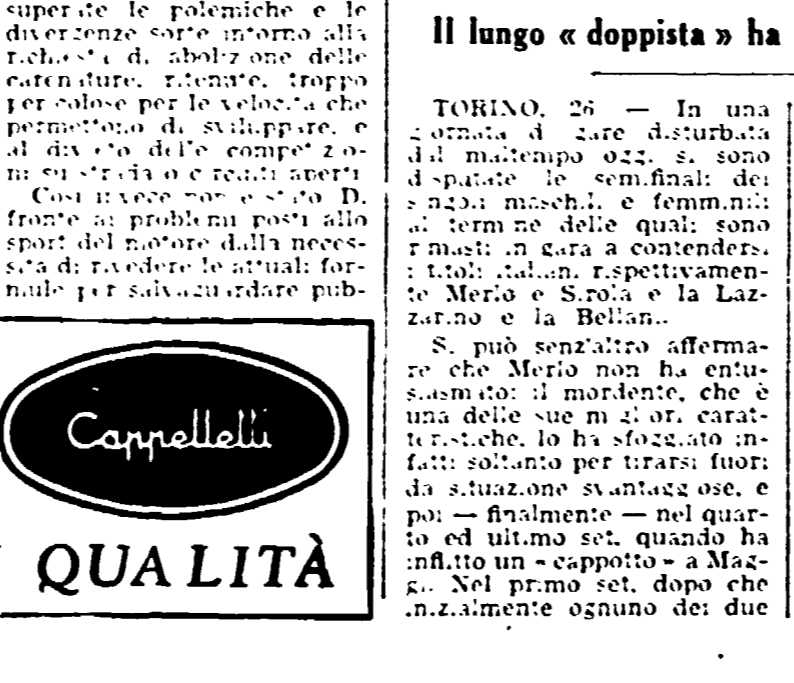 superate le polemiche e le
divergenze sorte intorno alla
richiesta di abolizione delle
carenature, ritenute, troppo
pericolose per le velocità che
permettono di sviluppare, e
al divieto delle competizio-
ni su strada o circuiti aperti
Così invece non è stato. Di
fronte ai problemi posti allo
sport del motore dalla neces-
sità di rivedere le attuali for-
mule per salvaguardare pub-
Cappelletti
QUALITÀ
Il lungo « doppista » ha
TORINO, 26 — In una
giornata di gare disturbata
dal maltempo oggi si sono
disputate le semifinali dei
singoli maschili e femminili
al termine delle quali sono
rimasti in gara a contendersi
i titoli italiani rispettivamen-
te Merlo e Sirola e la Laz-
zarino e la Bellani.
Si può senz'altro afferma-
re che Merlo non ha entu-
siasmato: il mordente, che è
una delle sue migliori carat-
teristiche, lo ha sfoggiato in-
fatti soltanto per tirarsi fuori
da situazione svantaggiose, e
poi — finalmente — nel quar-
to ed ultimo set, quando ha
inflitto un « cappotto » a Mag-
gi. Nel primo set, dopo che
inizialmente ognuno dei due